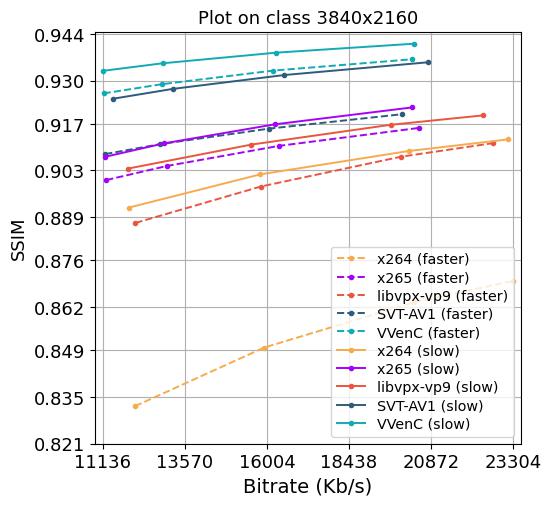 Plot on class 3840x2160
SSIM
0.944
0.930
0.917
0.903
0.889
0.876
0.862
0.849
0.835
0.821
x264 (faster)
x265 (faster)
libvpx-vp9 (faster)
SVT-AV1 (faster)
VVenC (faster)
x264 (slow)
x265 (slow)
libvpx-vp9 (slow)
SVT-AV1 (slow)
VVenC (slow)
11136 13570 16004 18438 20872 23304
Bitrate (Kb/s)